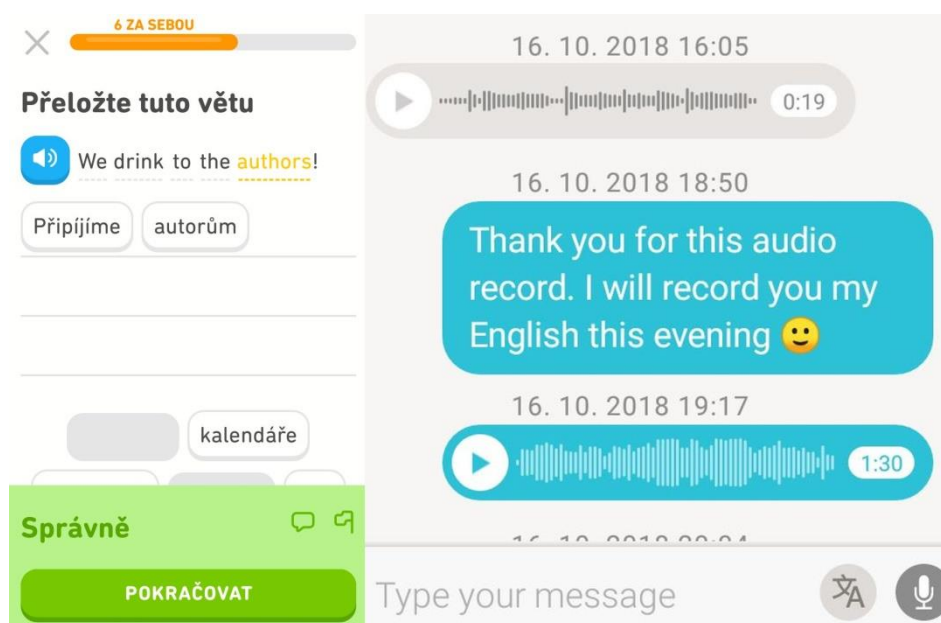 6 ZA SEBOU
Přeložte tuto větu
We drink to the authors!
Připíjíme autorům
kalendáře
Správně
POKRAČOVAT
16. 10. 2018 16:05
0:19
16. 10. 2018 18:50
Thank you for this audio
record. I will record you my
English this evening 🙂
16. 10. 2018 19:17
1:30
Type your message